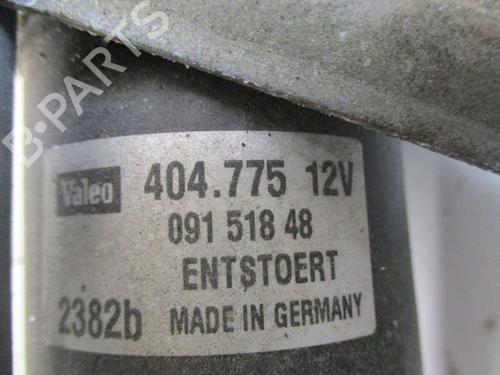 B-PARTS
Valeo 404.775 12V
091 518 48
ENTSTOERT
2382b MADE IN GERMANY